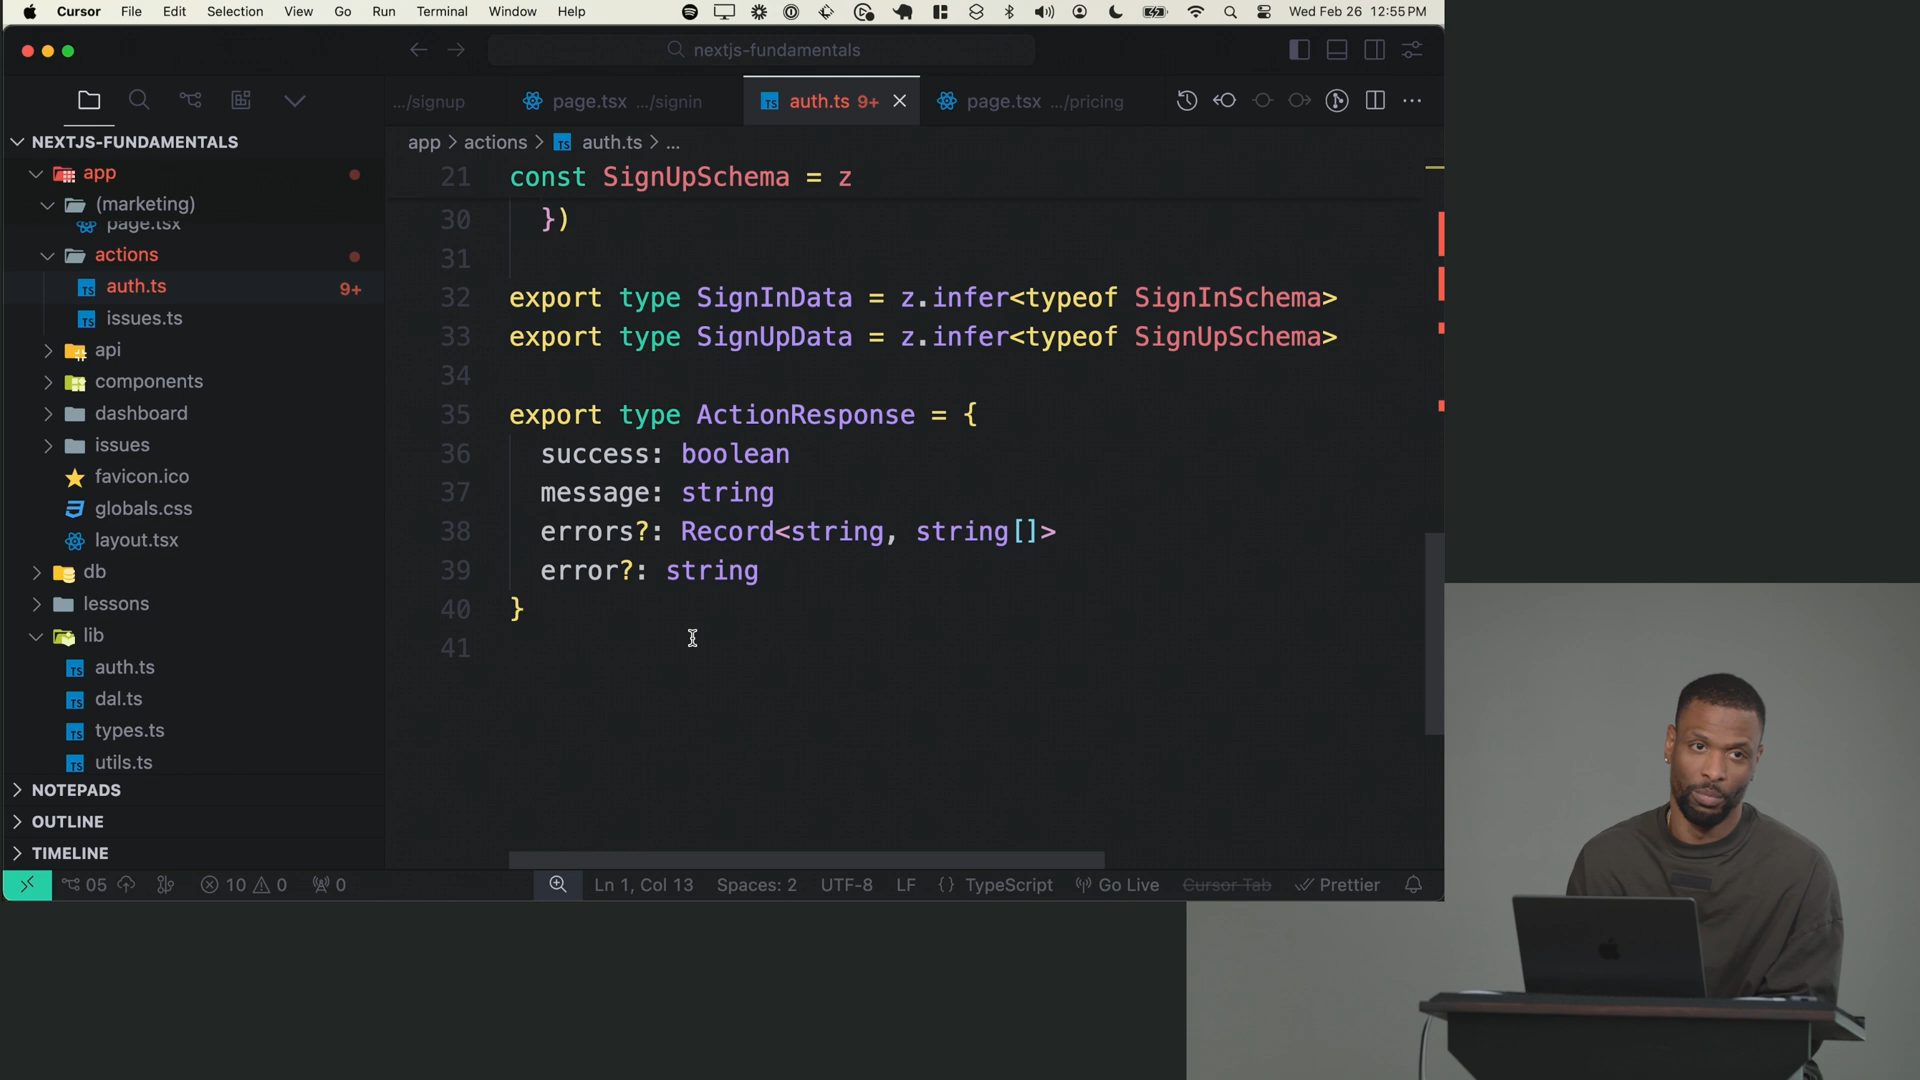 Cursor File Edit Selection View Go Run Terminal Window Help Wed Feb 26 12:55 PM
nextjs-fundamentals
.../signup page.tsx .../signin auth.ts 9+ page.tsx .../pricing
NEXTJS-FUNDAMENTALS
app
(marketing)
page.tsx
actions
auth.ts 9+
issues.ts
api
components
dashboard
issues
favicon.ico
globals.css
layout.tsx
db
lessons
lib
auth.ts
dal.ts
types.ts
utils.ts
NOTEPADS
OUTLINE
TIMELINE
app > actions > TS auth.ts > ...
21 const SignUpSchema = z
30 })
31
32 export type SignInData = z.infer<typeof SignInSchema>
33 export type SignUpData = z.infer<typeof SignUpSchema>
34
35 export type ActionResponse = {
36 success: boolean
37 message: string
38 errors?: Record<string, string[]>
39 error?: string
40 }
41
05 10 0 0 Ln 1, Col 13 Spaces: 2 UTF-8 LF {} TypeScript Go Live Cursor Tab Prettier